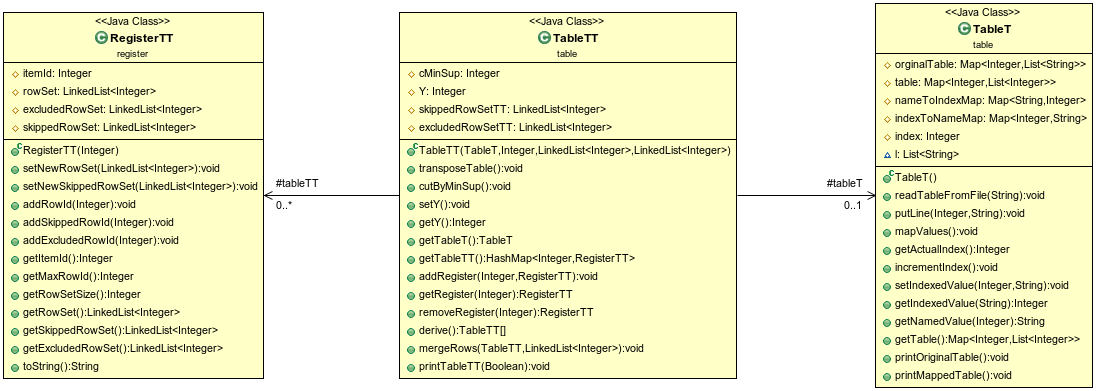 <<Java Class>>
RegisterTT
register
itemId: Integer
rowSet: LinkedList<Integer>
excludedRowSet: LinkedList<Integer>
skippedRowSet: LinkedList<Integer>
RegisterTT(Integer)
setNewRowSet(LinkedList<Integer>):void
setNewSkippedRowSet(LinkedList<Integer>):void
addRowId(Integer):void
addSkippedRowId(Integer):void
addExcludedRowId(Integer):void
getItemId():Integer
getMaxRowId():Integer
getRowSetSize():Integer
getRowSet():LinkedList<Integer>
getSkippedRowSet():LinkedList<Integer>
getExcludedRowSet():LinkedList<Integer>
toString():String
#tableTT
0..*
<<Java Class>>
TableTT
table
cMinSup: Integer
Y: Integer
skippedRowSetTT: LinkedList<Integer>
excludedRowSetTT: LinkedList<Integer>
TableTT(TableT,Integer,LinkedList<Integer>,LinkedList<Integer>)
transposeTable():void
cutByMinSup():void
setY():void
getY():Integer
getTableT():TableT
getTableTT():HashMap<Integer,RegisterTT>
addRegister(Integer,RegisterTT):void
getRegister(Integer):RegisterTT
removeRegister(Integer):RegisterTT
derive():TableTT[]
mergeRows(TableTT,LinkedList<Integer>):void
printTableTT(Boolean):void
#tableT
0..1
<<Java Class>>
TableT
table
orginalTable: Map<Integer,List<String>>
table: Map<Integer,List<Integer>>
nameToIndexMap: Map<String,Integer>
indexToNameMap: Map<Integer,String>
index: Integer
l: List<String>
TableT()
readTableFromFile(String):void
putLine(Integer,String):void
mapValues():void
getActualIndex():Integer
incrementIndex():void
setIndexedValue(Integer,String):void
getIndexedValue(String):Integer
getNamedValue(Integer):String
getTable():Map<Integer,List<Integer>>
printOriginalTable():void
printMappedTable():void